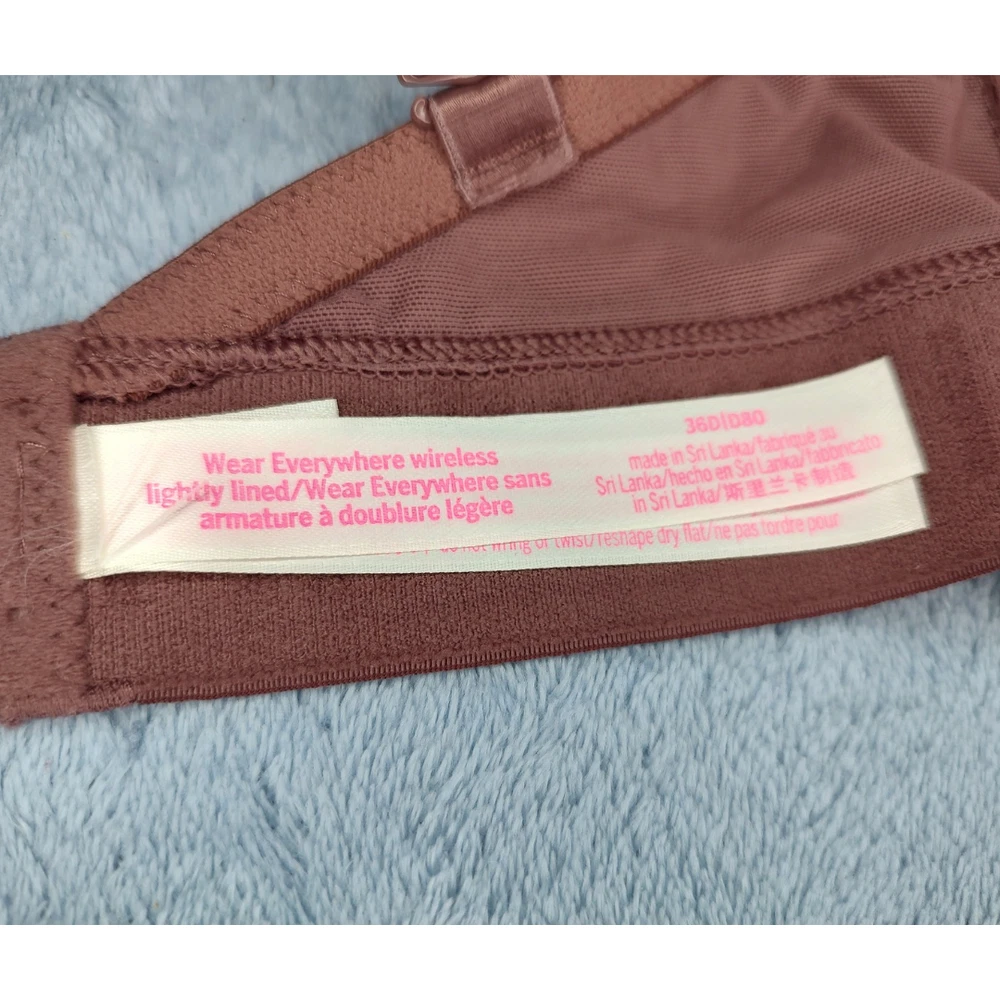 Wear Everywhere wireless
lightly lined/Wear Everywhere sans
armature à doublure légère
36D|D80
made in Sri Lanka/fabriqué au
Sri Lanka/hecho en Sri Lanka/fabbricato
in Sri Lanka/斯里兰卡制造
do not wring or twist/reshape dry flat/ne pas tordre pour